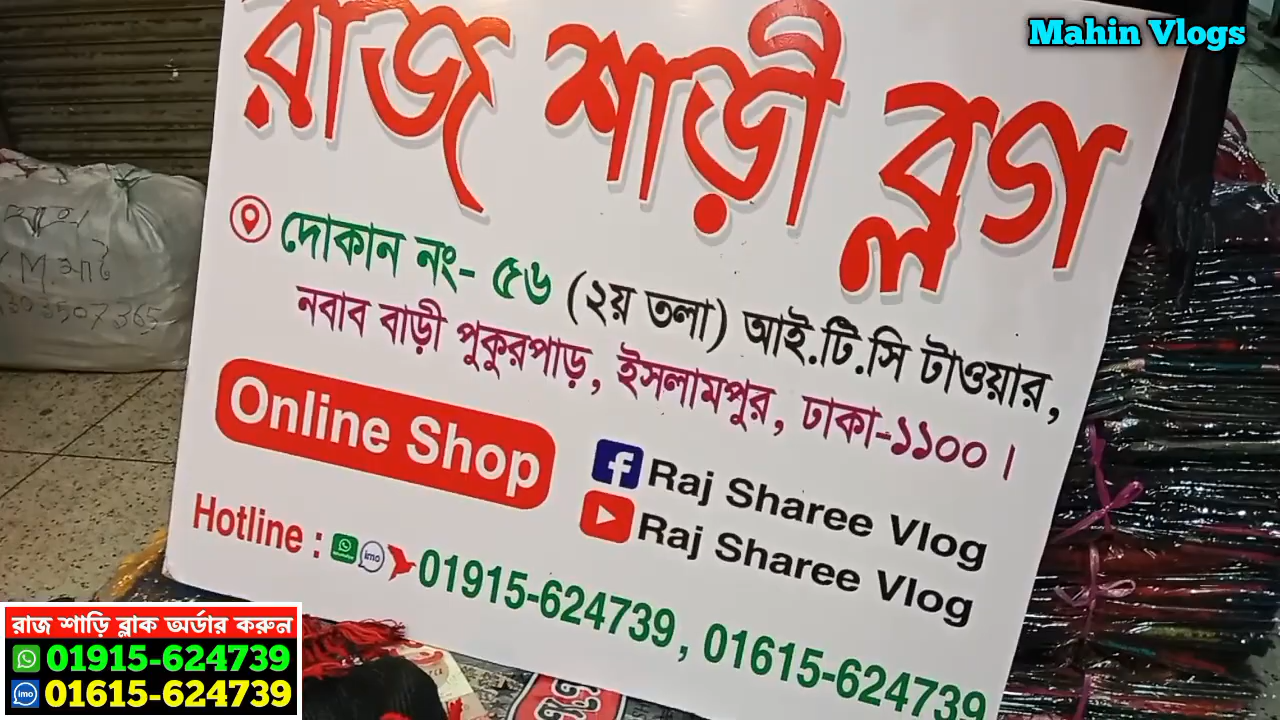 Mahin Vlogs
রাজ শাড়ী ব্লগ
দোকান নং- ৫৬ (২য় তলা) আই.টি.সি টাওয়ার,
নবাব বাড়ী পুকুরপাড়, ইসলামপুর, ঢাকা-১১০০।
Online Shop
Raj Sharee Vlog
Raj Sharee Vlog
Hotline : 01915-624739, 01615-624739
রাজ শাড়ি ব্লাক অর্ডার করুন
01915-624739
01615-624739